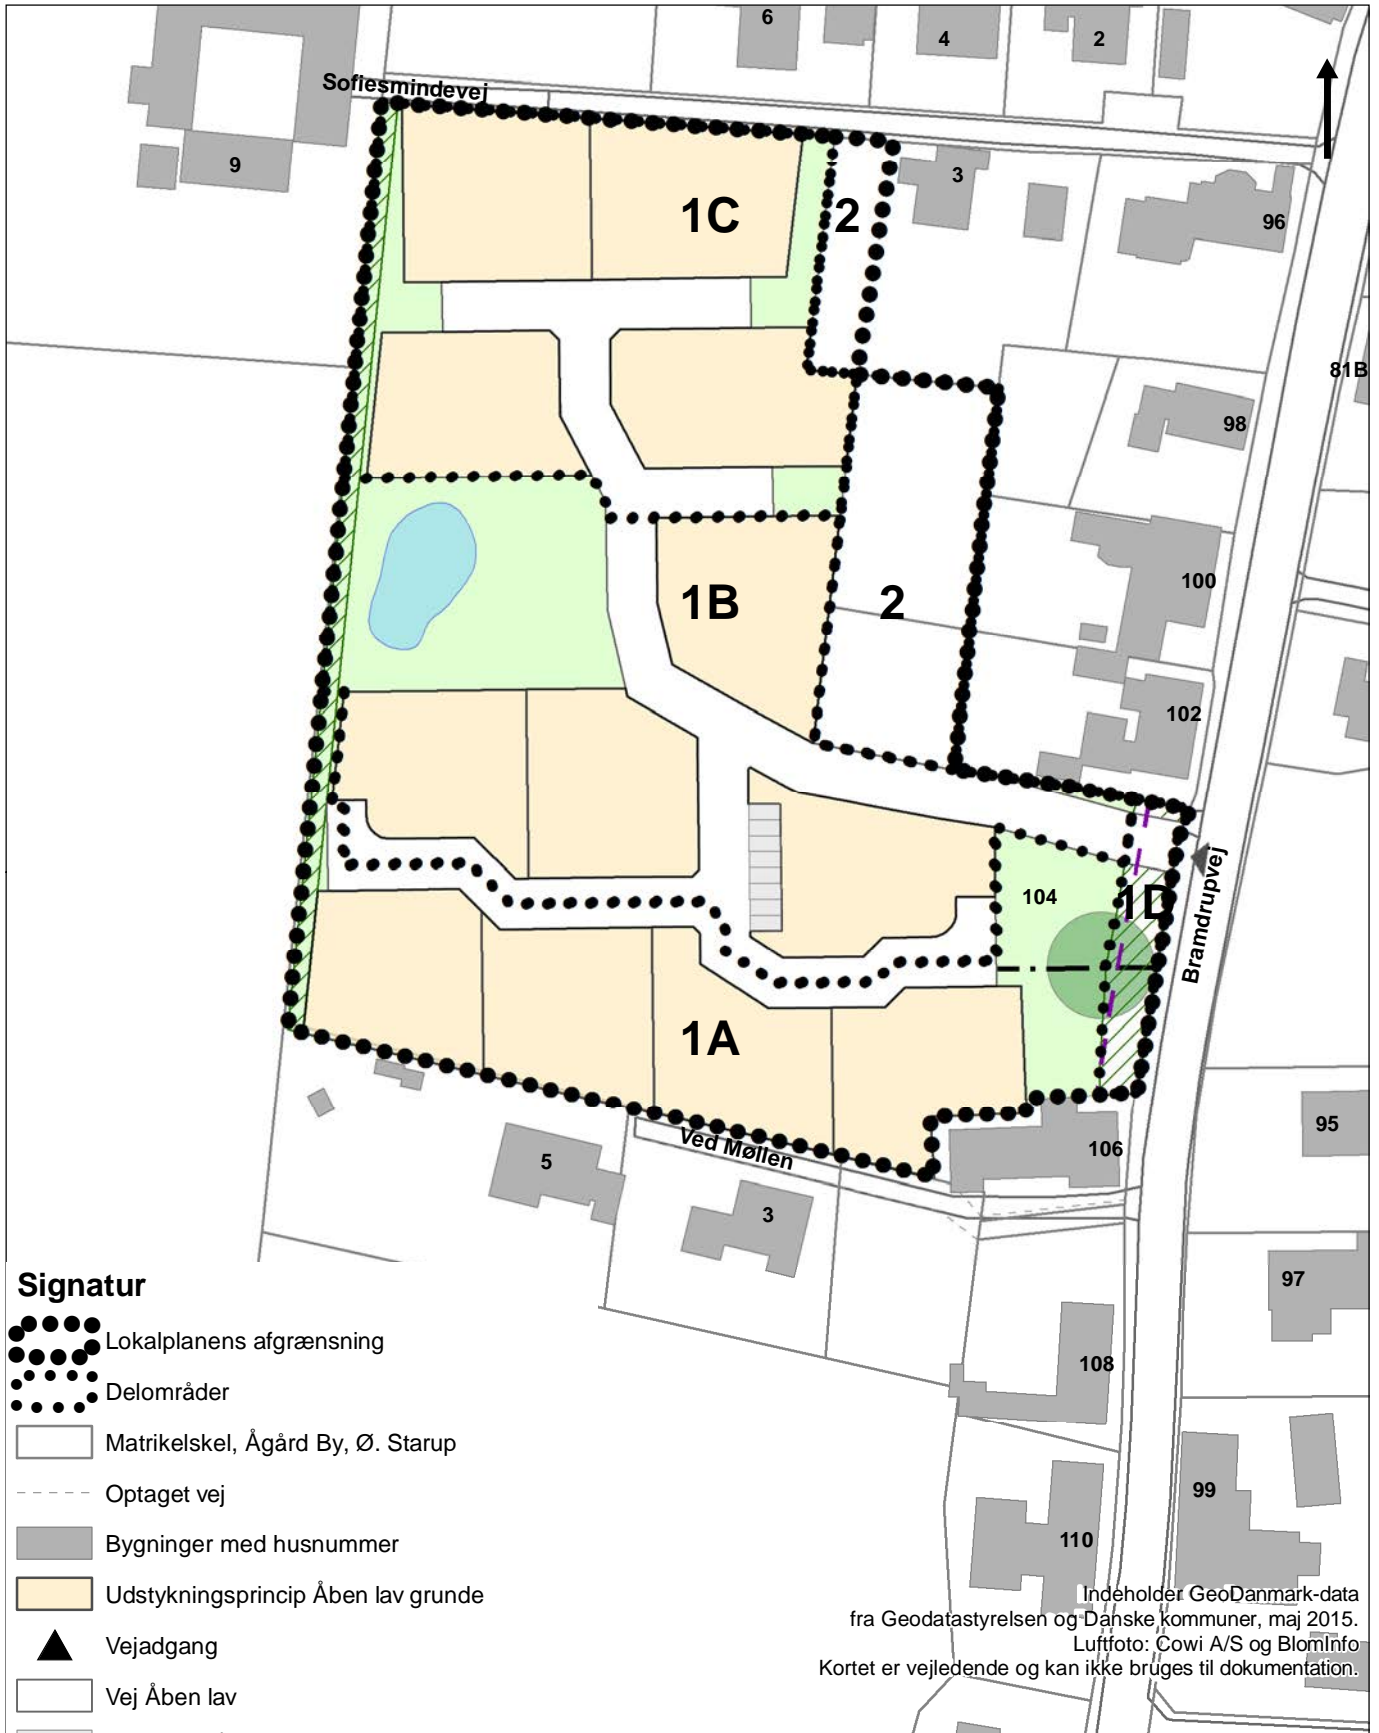 6
4
2
Sofiesmindevej
9
3
96
1C
2
81B
98
100
1B
2
102
104
1D
Bramdrupvej
1A
95
106
Ved Møllen
5
3
97
108
99
110
Signatur
Lokalplanens afgrænsning
Delområder
Matrikelskel, Ågård By, Ø. Starup
Optaget vej
Bygninger med husnummer
Udstykningsprincip Åben lav grunde
Vejadgang
Vej Åben lav
Indeholder GeoDanmark-data
fra Geodatastyrelsen og Danske kommuner, maj 2015.
Luftfoto: Cowi A/S og BlomInfo
Kortet er vejledende og kan ikke bruges til dokumentation.